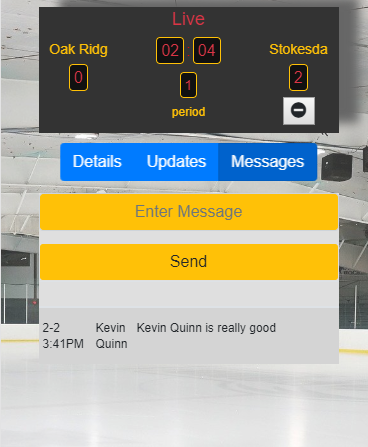 Live
Oak Ridg 02 04 Stokesda
0 1 2
period
Details Updates Messages
Enter Message
Send
2-2 Kevin Kevin Quinn is really good
3:41PM Quinn